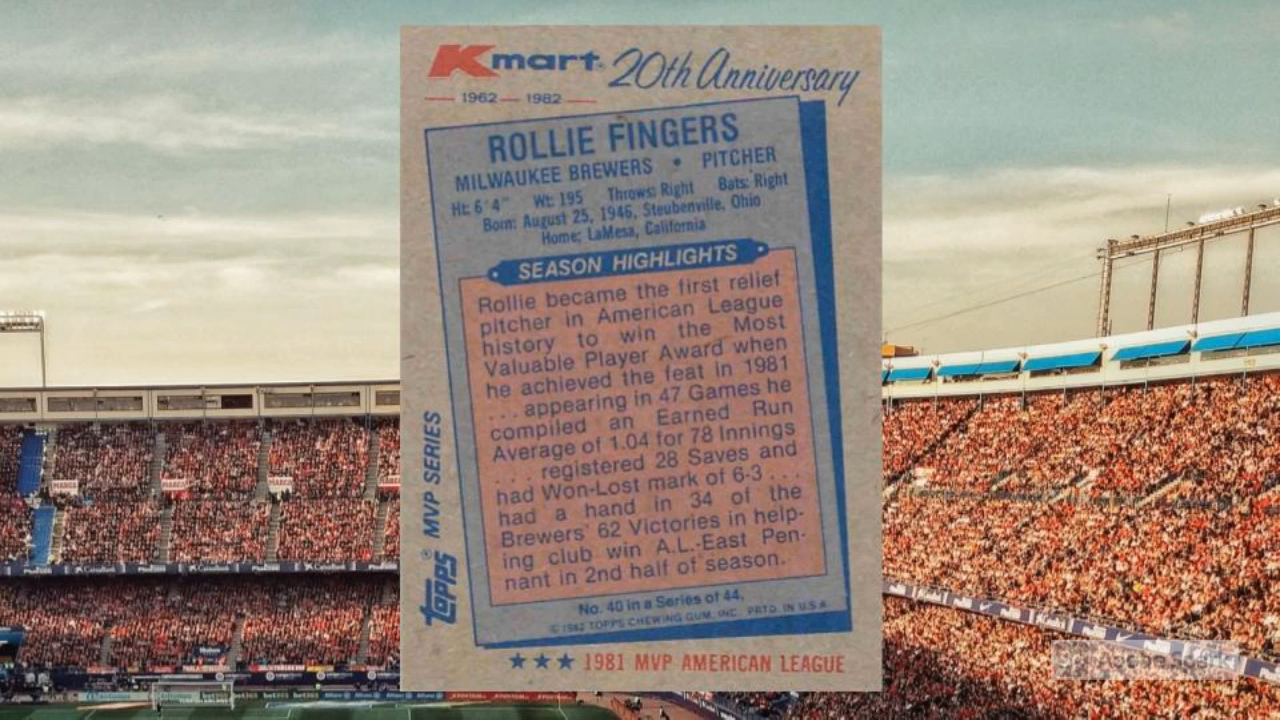 Kmart® 20th Anniversary
1962 — 1982
ROLLIE FINGERS
MILWAUKEE BREWERS • PITCHER
Ht: 6'4" Wt: 195 Throws: Right Bats: Right
Born: August 25, 1946, Steubenville, Ohio
Home: LaMesa, California
SEASON HIGHLIGHTS
Rollie became the first relief
pitcher in American League
history to win the Most
Valuable Player Award when
he achieved the feat in 1981
... appearing in 47 Games he
compiled an Earned Run
Average of 1.04 for 78 Innings
.... registered 28 Saves and
had Won-Lost mark of 6-3 ...
had a hand in 34 of the
Brewers' 62 Victories in help-
ing club win A.L.-East Pen-
nant in 2nd half of season.
No. 40 in a Series of 44.
© 1982 TOPPS CHEWING GUM, INC. PRTD. IN U.S.A.
★★★ 1981 MVP AMERICAN LEAGUE
topps® MVP SERIES